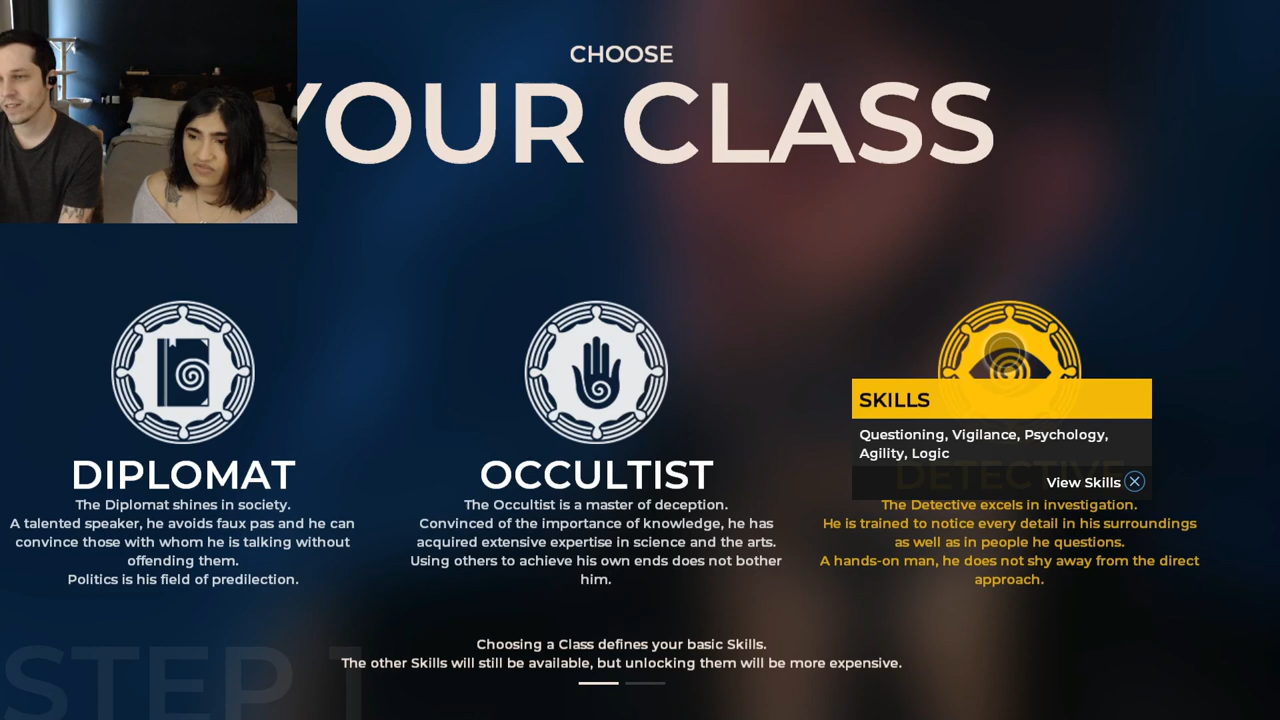 CHOOSE
YOUR CLASS
DIPLOMAT
The Diplomat shines in society.
A talented speaker, he avoids faux pas and he can
convince those with whom he is talking without
offending them.
Politics is his field of predilection.
OCCULTIST
The Occultist is a master of deception.
Convinced of the importance of knowledge, he has
acquired extensive expertise in science and the arts.
Using others to achieve his own ends does not bother
him.
SKILLS
Questioning, Vigilance, Psychology,
Agility, Logic
View Skills
DETECTIVE
The Detective excels in investigation.
He is trained to notice every detail in his surroundings
as well as in people he questions.
A hands-on man, he does not shy away from the direct
approach.
Choosing a Class defines your basic Skills.
The other Skills will still be available, but unlocking them will be more expensive.
STEP 1